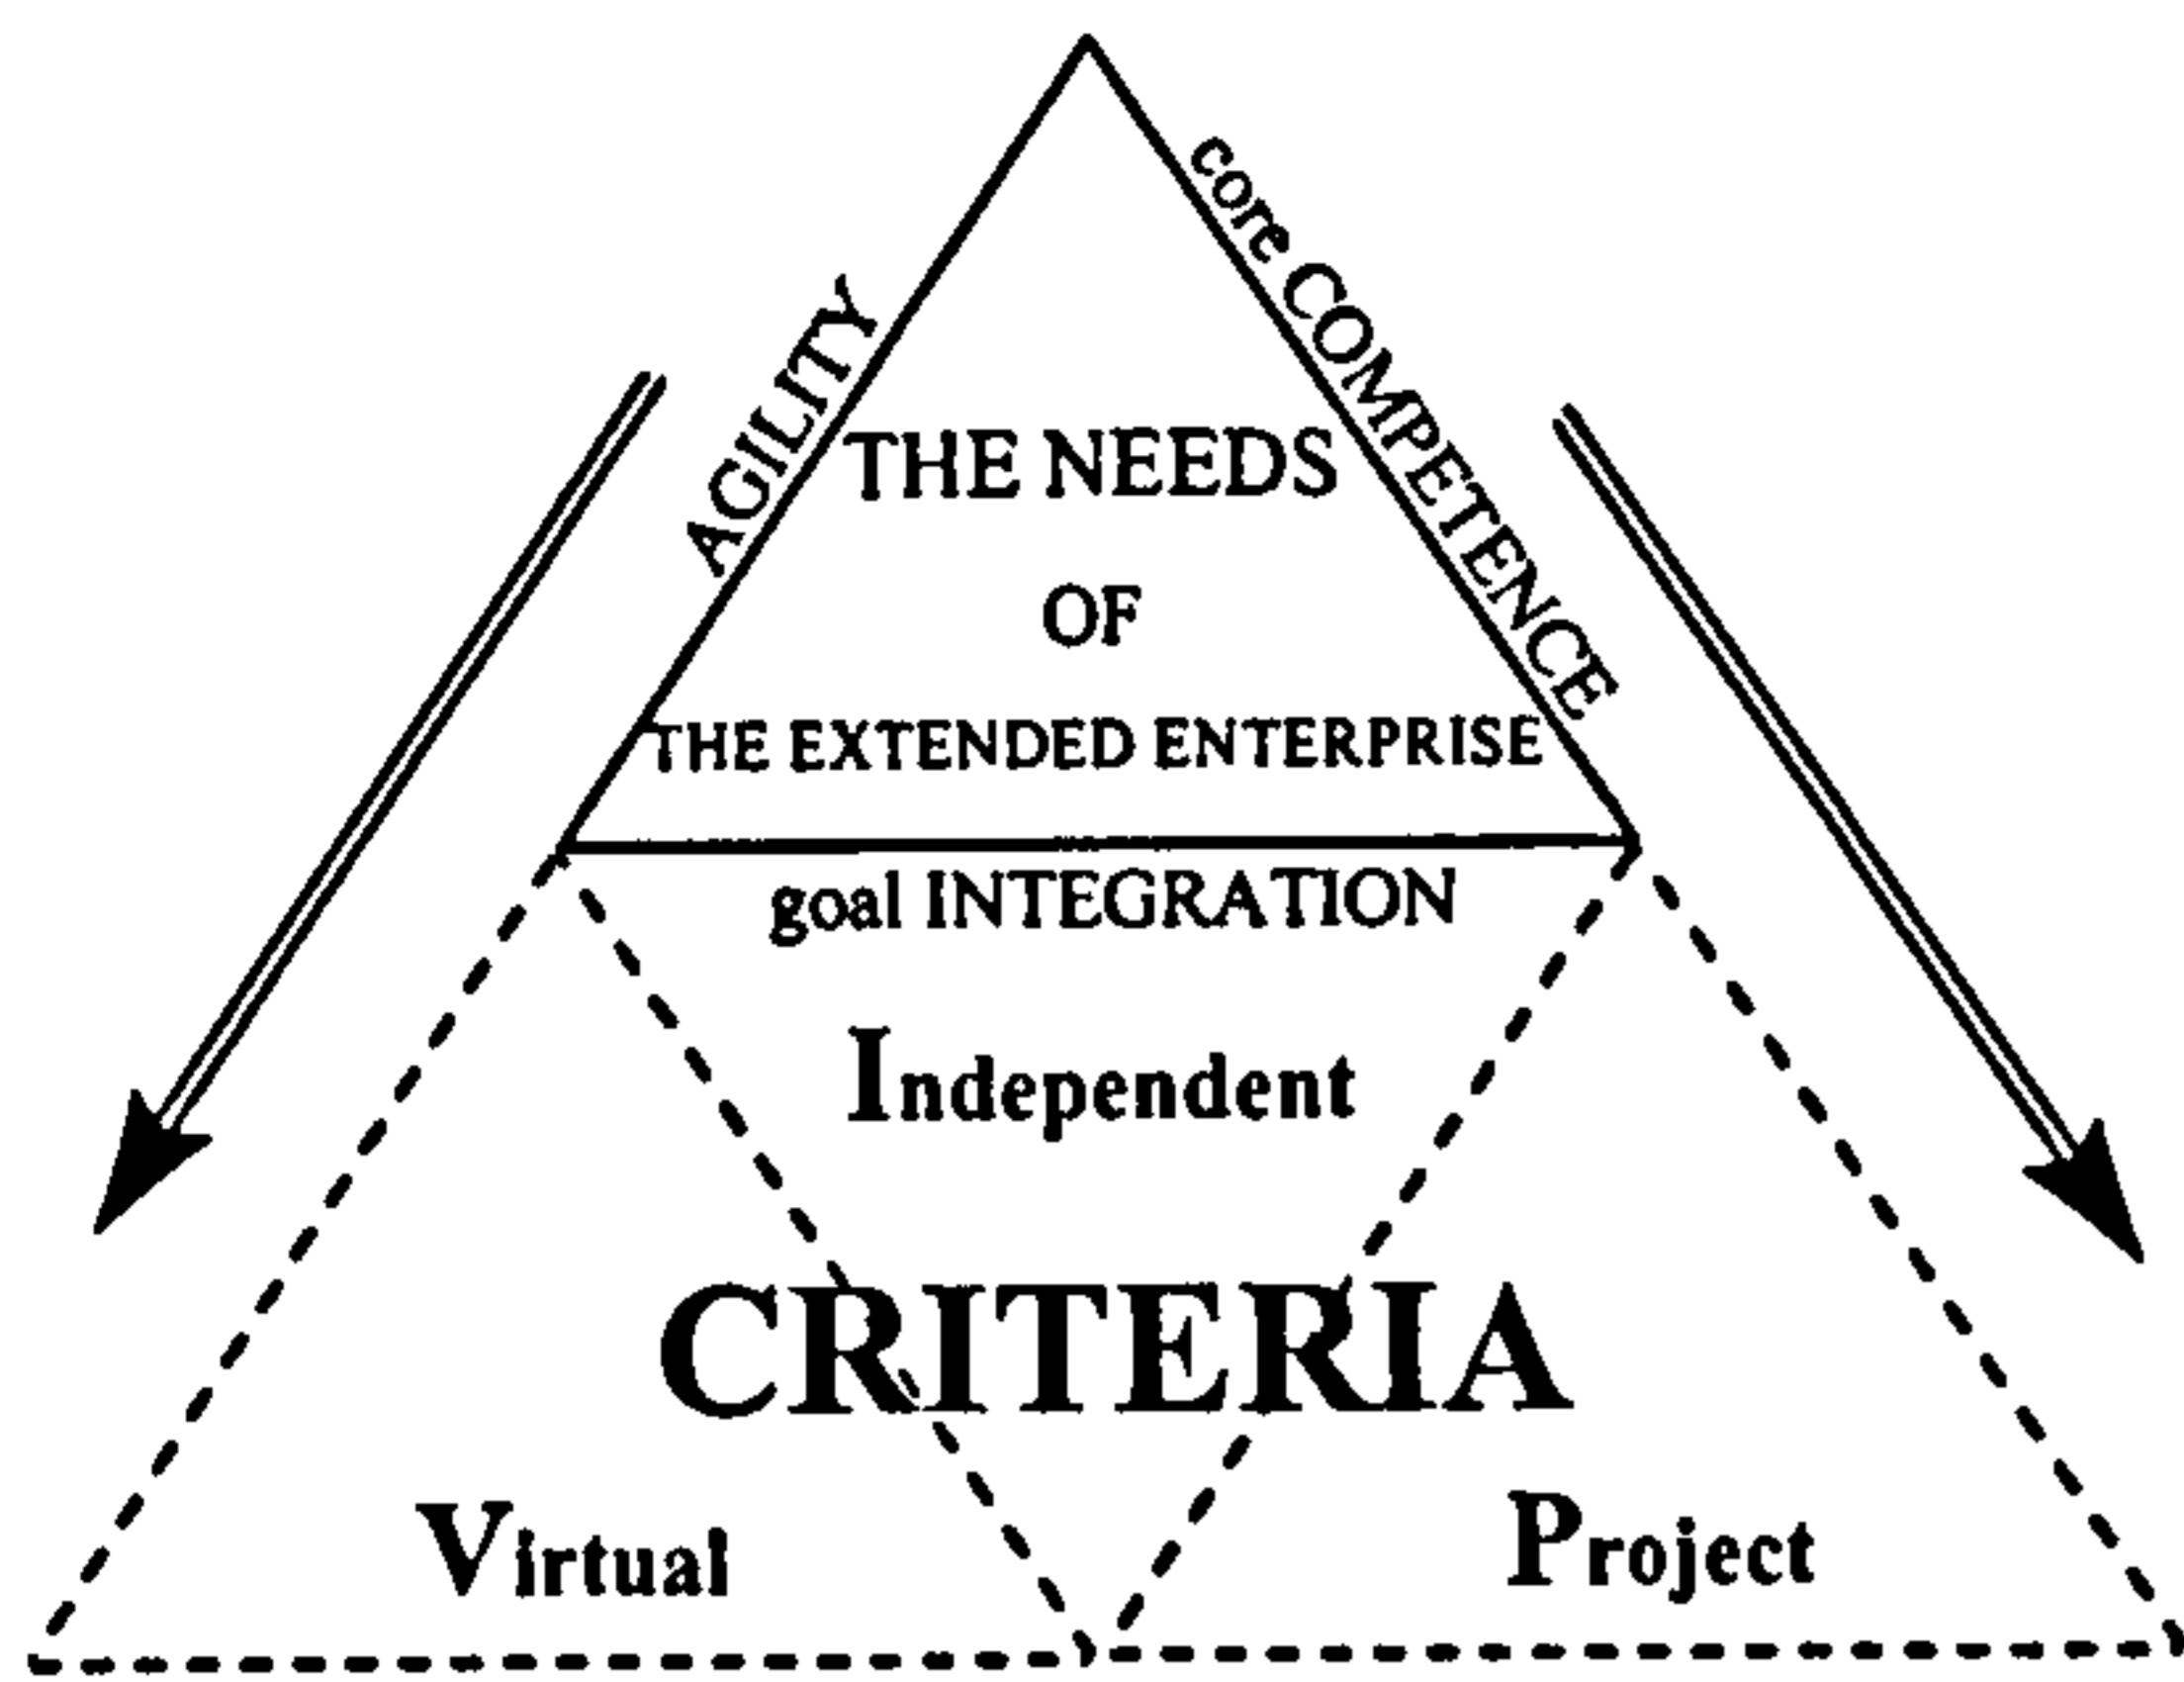 AGILITY
core COMPETENCE
THE NEEDS
OF
THE EXTENDED ENTERPRISE
goal INTEGRATION
Independent
CRITERIA
Virtual
Project